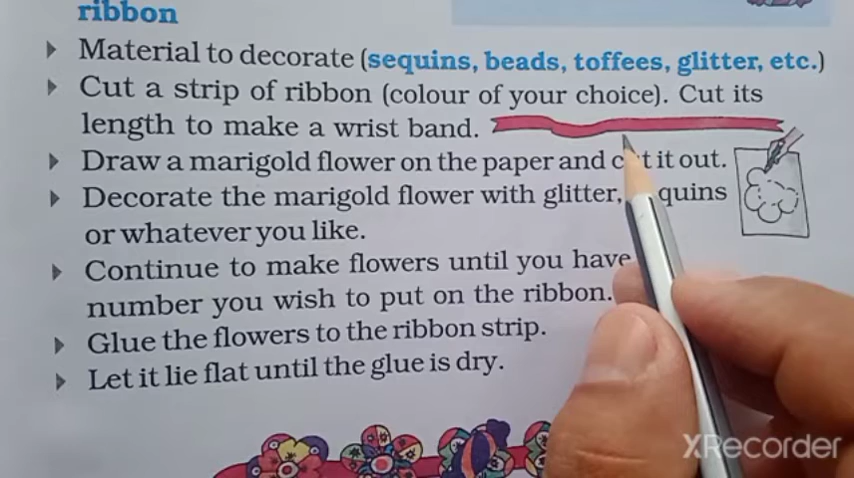 ribbon
Material to decorate (sequins, beads, toffees, glitter, etc.)
Cut a strip of ribbon (colour of your choice). Cut its
length to make a wrist band.
Draw a marigold flower on the paper and cut it out.
Decorate the marigold flower with glitter, quins
or whatever you like.
Continue to make flowers until you have
number you wish to put on the ribbon.
Glue the flowers to the ribbon strip.
Let it lie flat until the glue is dry.
XRecorder